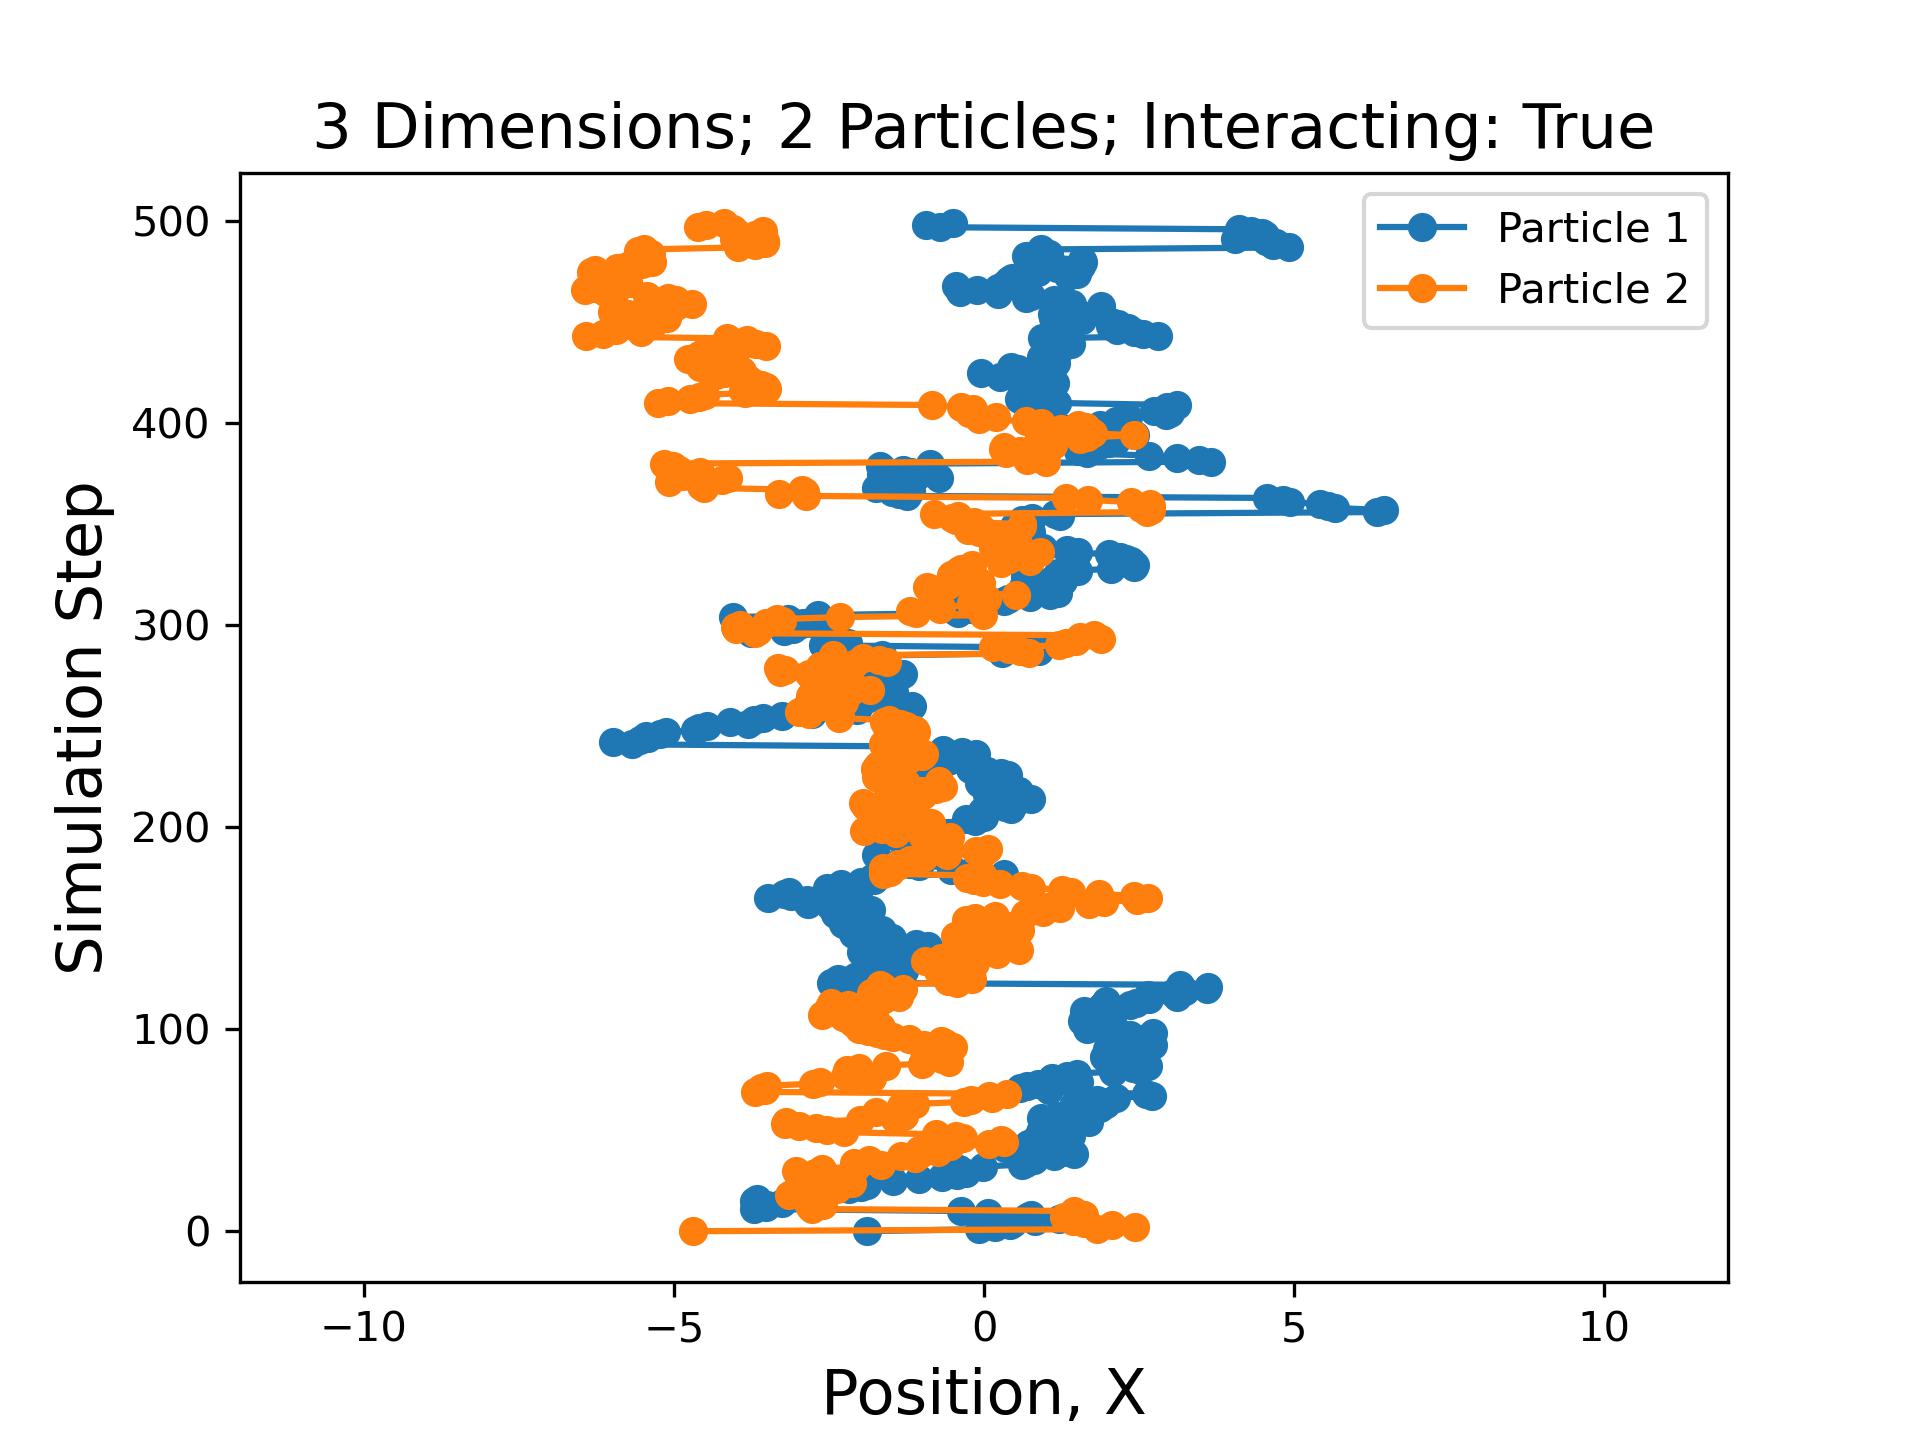 3 Dimensions; 2 Particles; Interacting: True
Particle 1
Particle 2
500
400
300
200
100
0
Simulation Step
−10
−5
0
5
10
Position, X